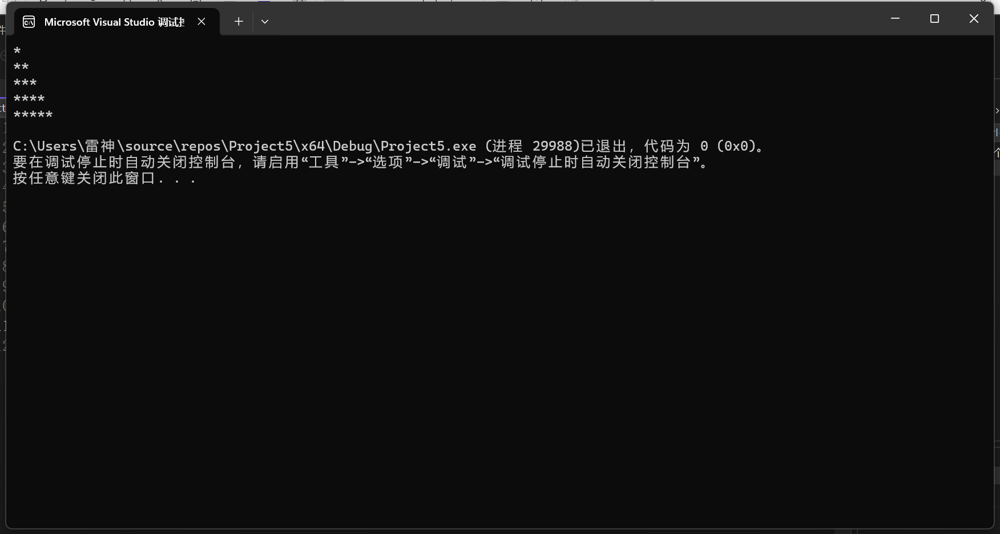 Microsoft Visual Studio 调试
*
**
***
****
*****
C:\Users\雷神\source\repos\Project5\x64\Debug\Project5.exe (进程 29988)已退出，代码为 0 (0x0)。
要在调试停止时自动关闭控制台，请启用“工具”->“选项”->“调试”->“调试停止时自动关闭控制台”。
按任意键关闭此窗口. . .